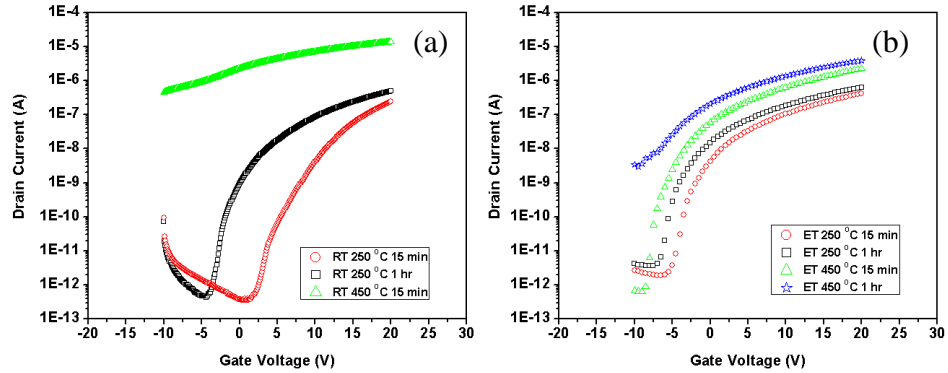 (a)
Drain Current (A)
1E-4
1E-5
1E-6
1E-7
1E-8
1E-9
1E-10
1E-11
1E-12
1E-13
-20 -15 -10 -5 0 5 10 15 20 25 30
Gate Voltage (V)
RT 250 °C 15 min
RT 250 °C 1 hr
RT 450 °C 15 min
(b)
Drain Current (A)
1E-4
1E-5
1E-6
1E-7
1E-8
1E-9
1E-10
1E-11
1E-12
1E-13
-20 -15 -10 -5 0 5 10 15 20 25 30
Gate Voltage (V)
ET 250 °C 15 min
ET 250 °C 1 hr
ET 450 °C 15 min
ET 450 °C 1 hr